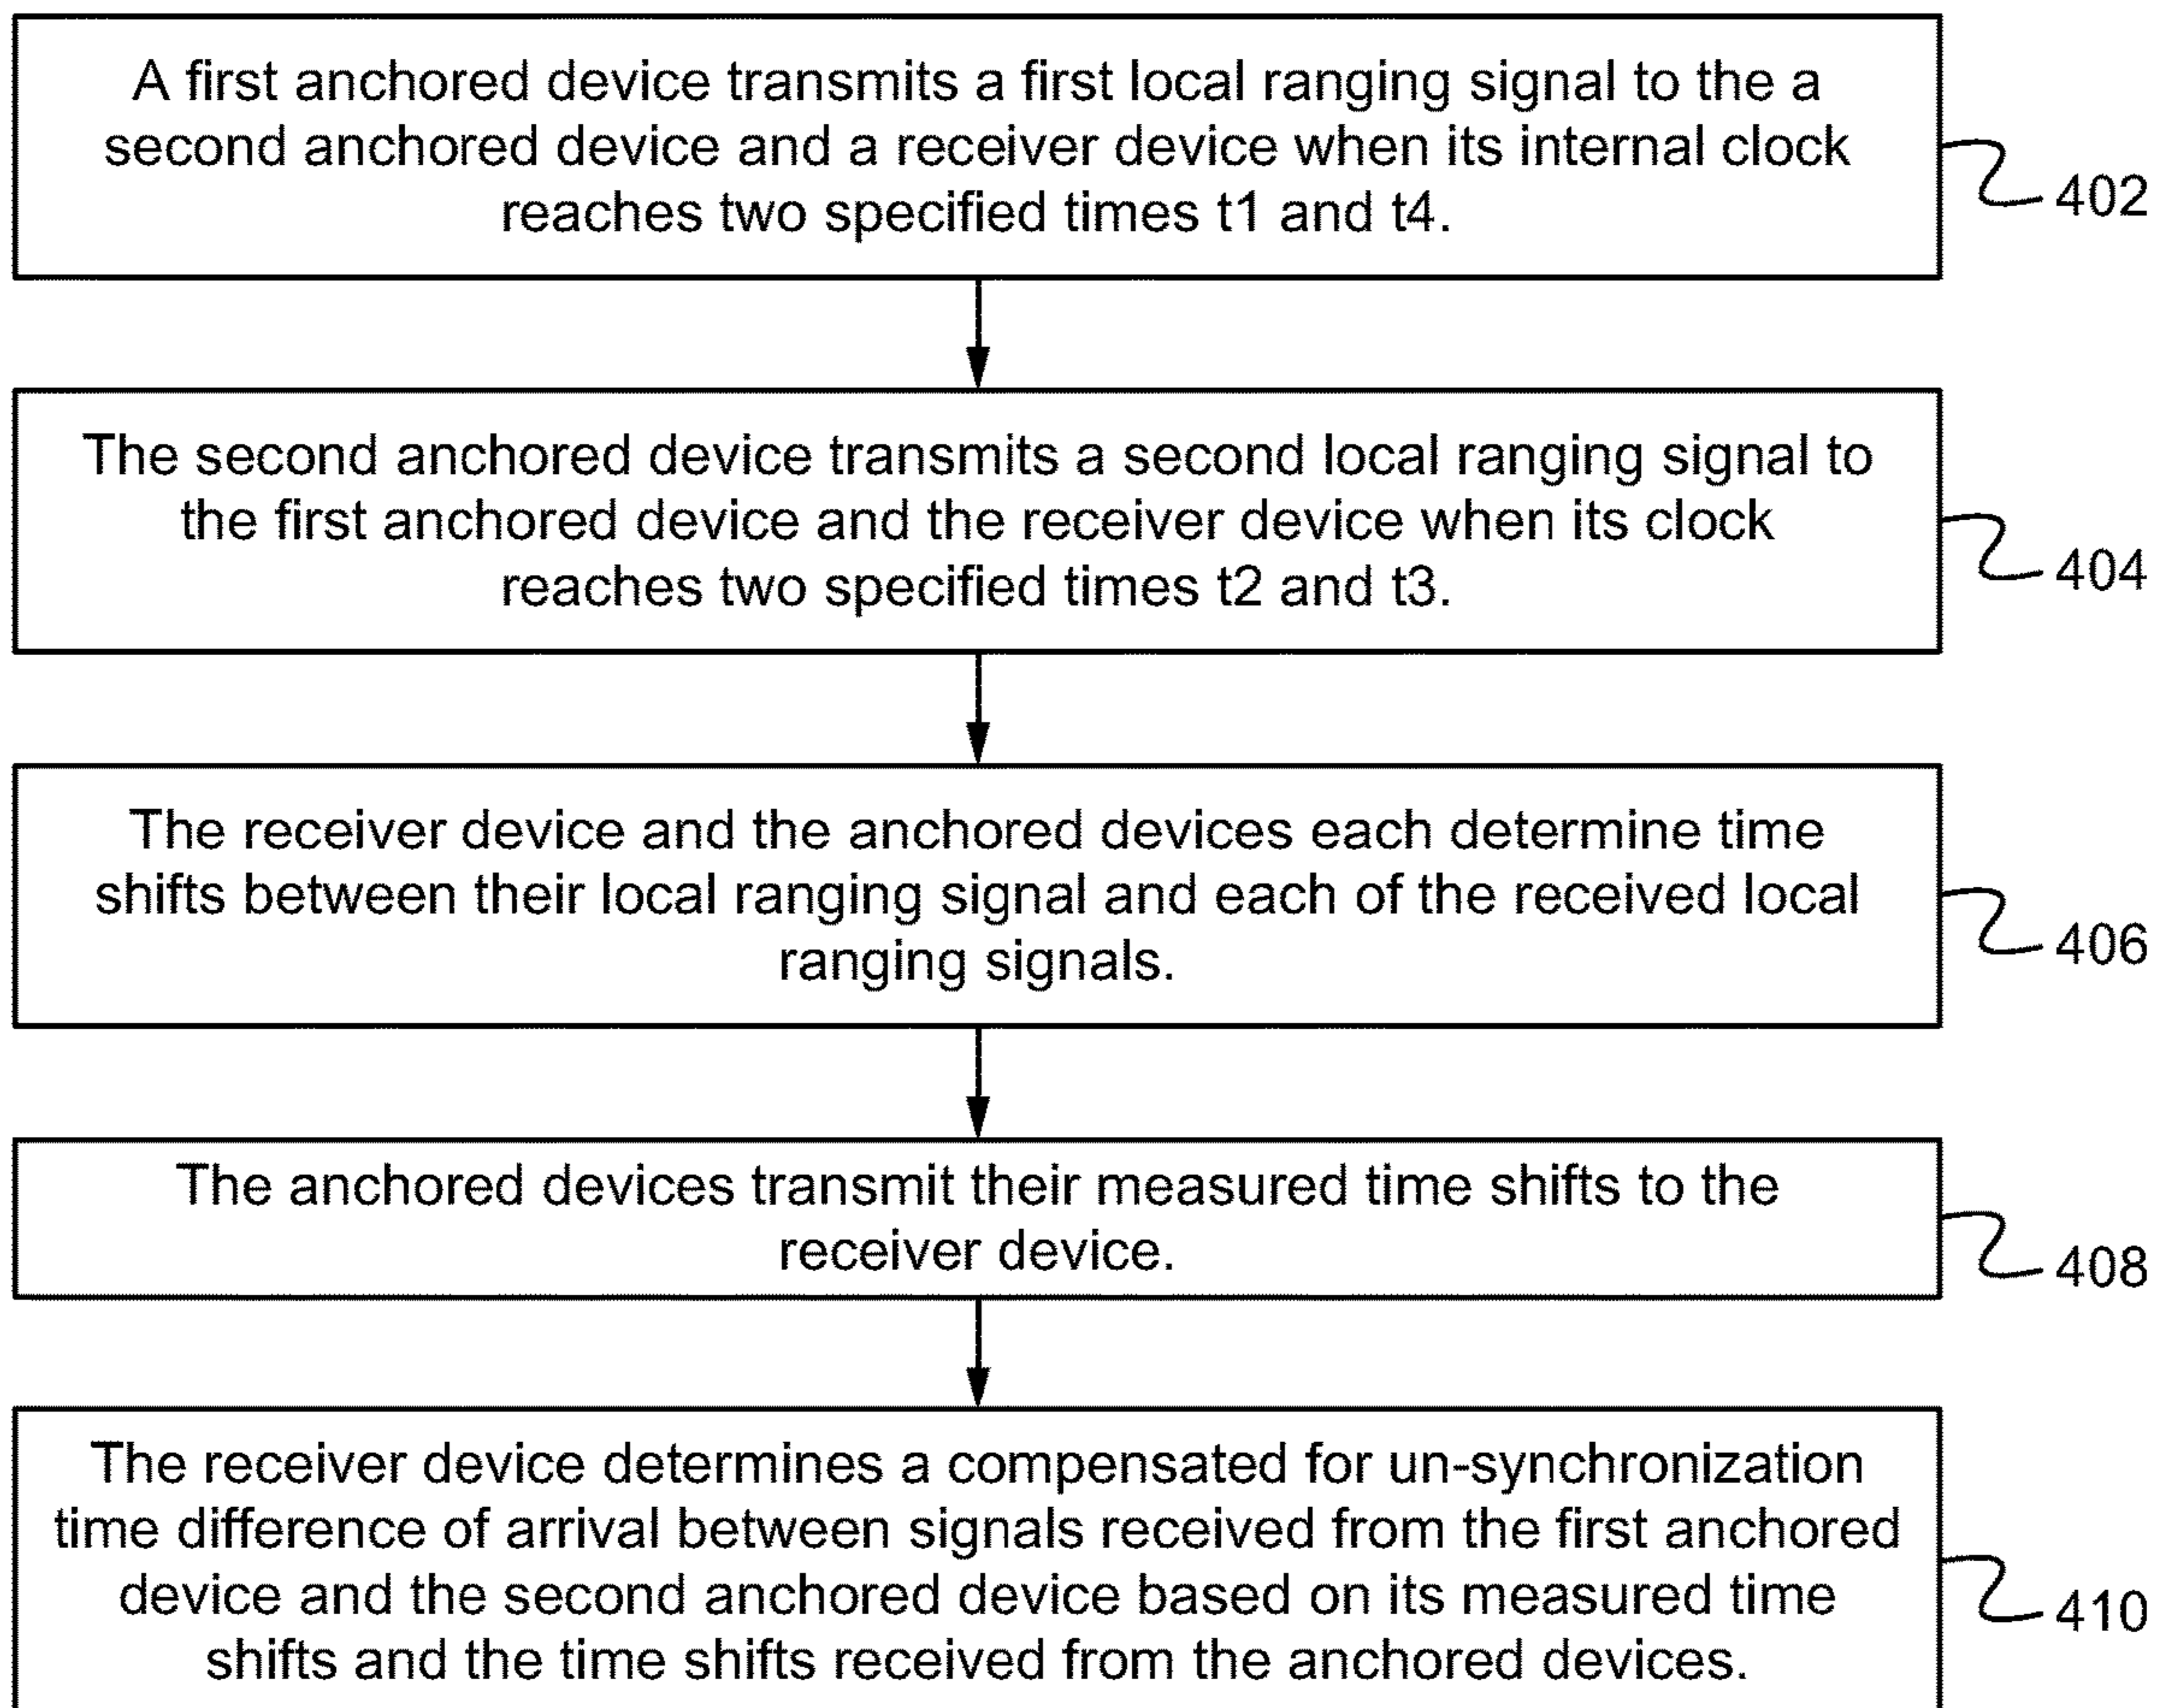 A first anchored device transmits a first local ranging signal to the a
second anchored device and a receiver device when its internal clock
reaches two specified times t1 and t4.
402
The second anchored device transmits a second local ranging signal to
the first anchored device and the receiver device when its clock
reaches two specified times t2 and t3.
404
The receiver device and the anchored devices each determine time
shifts between their local ranging signal and each of the received local
ranging signals.
406
The anchored devices transmit their measured time shifts to the
receiver device.
408
The receiver device determines a compensated for un-synchronization
time difference of arrival between signals received from the first anchored
device and the second anchored device based on its measured time
shifts and the time shifts received from the anchored devices.
410